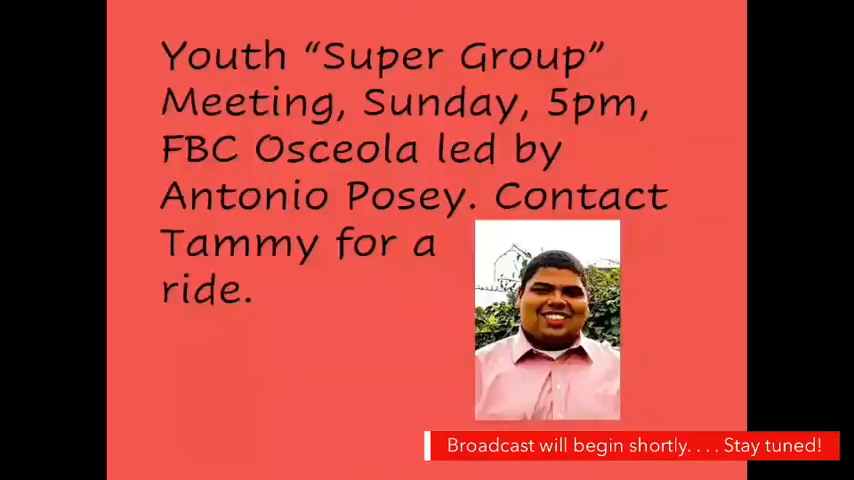 Youth “Super Group”
Meeting, Sunday, 5pm,
FBC Osceola led by
Antonio Posey. Contact
Tammy for a
ride.
Broadcast will begin shortly. . . . Stay tuned!